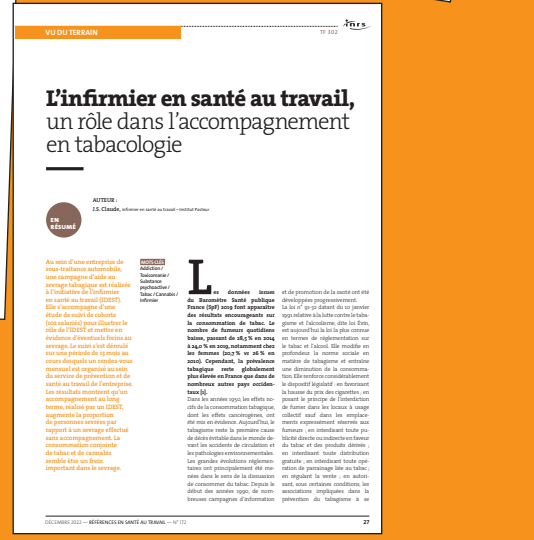 VU DU TERRAIN
TF 302
inrs
L'infirmier en santé au travail,
un rôle dans l'accompagnement
en tabacologie
AUTEUR :
J.S. Claude, infirmier en santé au travail – Institut Pasteur
EN
RÉSUMÉ
Au sein d'une entreprise de
sous-traitance automobile,
une campagne d'aide au
sevrage tabagique est réalisée
à l'initiative de l'infirmier
en santé au travail (IDEST).
Elle s'accompagne d'une
étude de suivi de cohorte
(102 salariés) pour illustrer le
rôle de l'IDEST et mettre en
évidence d'éventuels freins au
sevrage. Le suivi s'est déroulé
sur une période de 15 mois au
cours desquels un rendez-vous
mensuel est organisé au sein
du service de prévention et de
santé au travail de l'entreprise.
Les résultats montrent qu'un
accompagnement au long
terme, réalisé par un IDEST,
augmente la proportion
de personnes sevrées par
rapport à un sevrage effectué
sans accompagnement. La
consommation conjointe
de tabac et de cannabis
semble être un frein
important dans le sevrage.
MOTS CLÉS
Addiction /
Toxicomanie /
Substance
psychoactive /
Tabac / Cannabis /
Infirmier
Les données issues
du Baromètre Santé publique
France (SpF) 2019 font apparaître
des résultats encourageants sur
la consommation de tabac. Le
nombre de fumeurs quotidiens
baisse, passant de 28,5 % en 2014
à 24,0 % en 2019, notamment chez
les femmes (20,7 % vs 26 % en
2010). Cependant, la prévalence
tabagique reste globalement
plus élevée en France que dans de
nombreux autres pays occiden-
taux [1].
Dans les années 1950, les effets no-
cifs de la consommation tabagique,
dont les effets cancérogènes, ont
été mis en évidence. Aujourd'hui, le
tabagisme reste la première cause
de décès évitable dans le monde de-
vant les accidents de circulation et
les pathologies environnementales.
Les grandes évolutions réglemen-
taires ont principalement été me-
nées dans le sens de la dissuasion
de consommer du tabac. Depuis le
début des années 1990, de nom-
breuses campagnes d'information
et de promotion de la santé ont été
développées progressivement.
La loi n° 91-32 datant du 10 janvier
1991 relative à la lutte contre le taba-
gisme et l'alcoolisme, dite loi Évin,
est aujourd'hui la loi la plus connue
en termes de réglementation sur
le tabac et l'alcool. Elle modifie en
profondeur la norme sociale en
matière de tabagisme et entraîne
une diminution de la consomma-
tion. Elle renforce considérablement
le dispositif législatif : en favorisant
la hausse du prix des cigarettes ; en
posant le principe de l'interdiction
de fumer dans les locaux à usage
collectif sauf dans les emplace-
ments expressément réservés aux
fumeurs ; en interdisant toute pu-
blicité directe ou indirecte en faveur
du tabac et des produits dérivés ;
en interdisant toute distribution
gratuite ; en interdisant toute opé-
ration de parrainage liée au tabac ;
en régulant la vente ; en autori-
sant, sous certaines conditions, les
associations impliquées dans la
prévention du tabagisme à se
DÉCEMBRE 2022 — RÉFÉRENCES EN SANTÉ AU TRAVAIL — N° 172
27